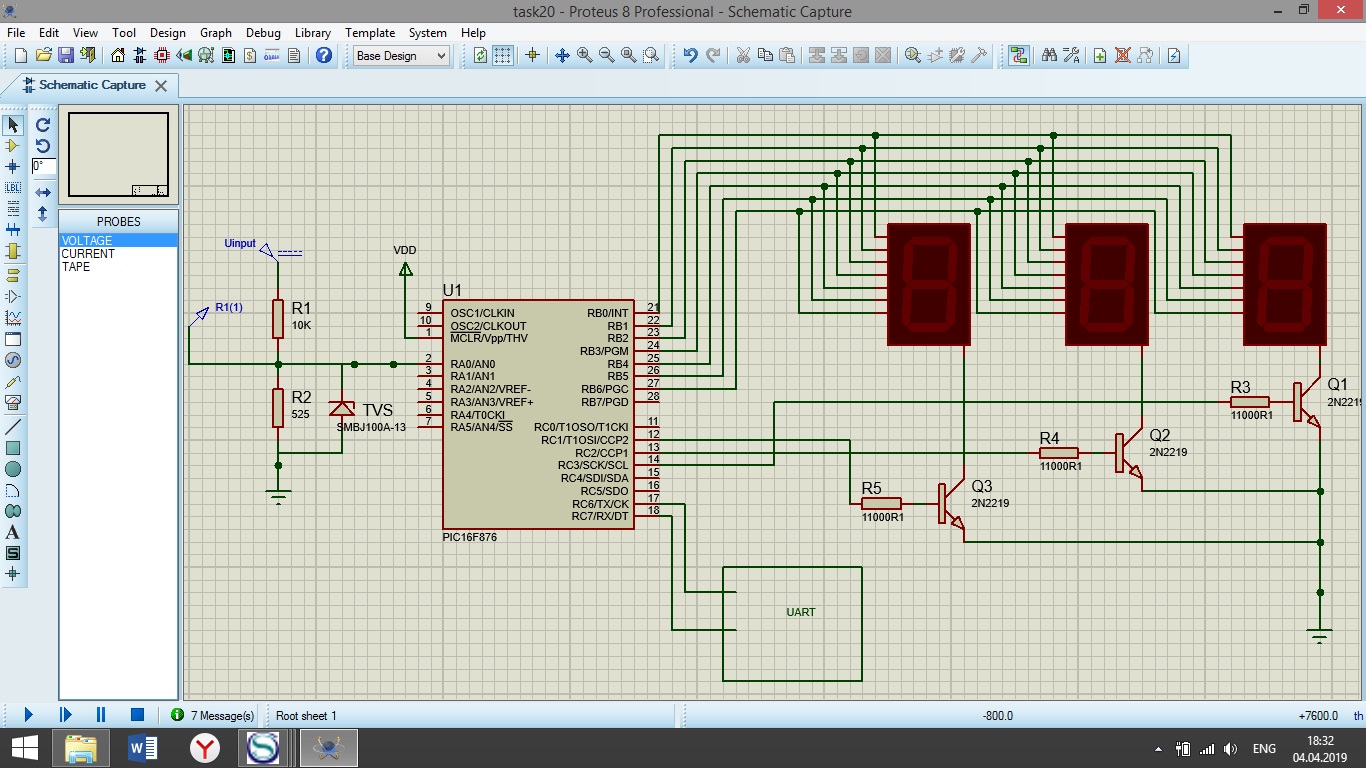 task20 - Proteus 8 Professional - Schematic Capture
File Edit View Tool Design Graph Debug Library Template System Help
Base Design
Schematic Capture
0°
LBL
A
S
PROBES
VOLTAGE
CURRENT
TAPE
Uinput
R1(1)
R1
10K
R2
525
TVS
SMBJ100A-13
VDD
U1
9 OSC1/CLKIN RB0/INT 21
10 OSC2/CLKOUT RB1 22
1 MCLR/Vpp/THV RB2 23
RB3/PGM 24
2 RA0/AN0 RB4 25
3 RA1/AN1 RB5 26
4 RA2/AN2/VREF- RB6/PGC 27
5 RA3/AN3/VREF+ RB7/PGD 28
6 RA4/T0CKI
7 RA5/AN4/SS RC0/T1OSO/T1CKI 11
RC1/T1OSI/CCP2 12
RC2/CCP1 13
RC3/SCK/SCL 14
RC4/SDI/SDA 15
RC5/SDO 16
RC6/TX/CK 17
RC7/RX/DT 18
PIC16F876
R3
11000R1
Q1
2N2219
R4
11000R1
Q2
2N2219
R5
11000R1
Q3
2N2219
UART
7 Message(s) Root sheet 1 -800.0 +7600.0 th
ENG
18:32
04.04.2019